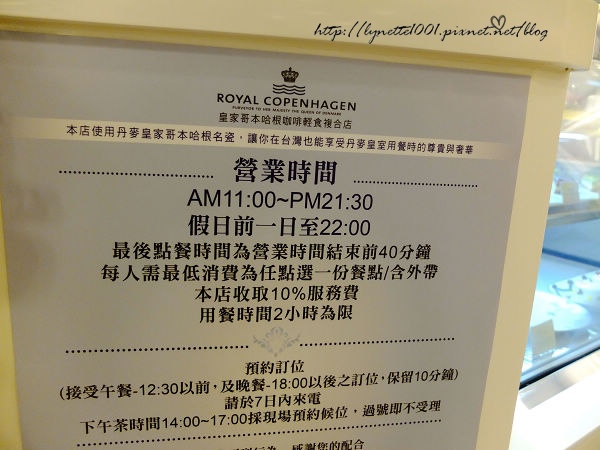 http://lynette1001.pixnet.net/blog
ROYAL COPENHAGEN
PURVEYOR TO HER MAJESTY THE QUEEN OF DENMARK
皇家哥本哈根咖啡輕食複合店
本店使用丹麥皇家哥本哈根名瓷，讓你在台灣也能享受丹麥皇室用餐時的尊貴與奢華
營業時間
AM11:00~PM21:30
假日前一日至22:00
最後點餐時間為營業時間結束前40分鐘
每人需最低消費為任點選一份餐點/含外帶
本店收取10%服務費
用餐時間2小時為限
預約訂位
(接受午餐-12:30以前，及晚餐-18:00以後之訂位，保留10分鐘)
請於7日內來電
下午茶時間14:00~17:00採現場預約候位，過號即不受理
感謝您的配合